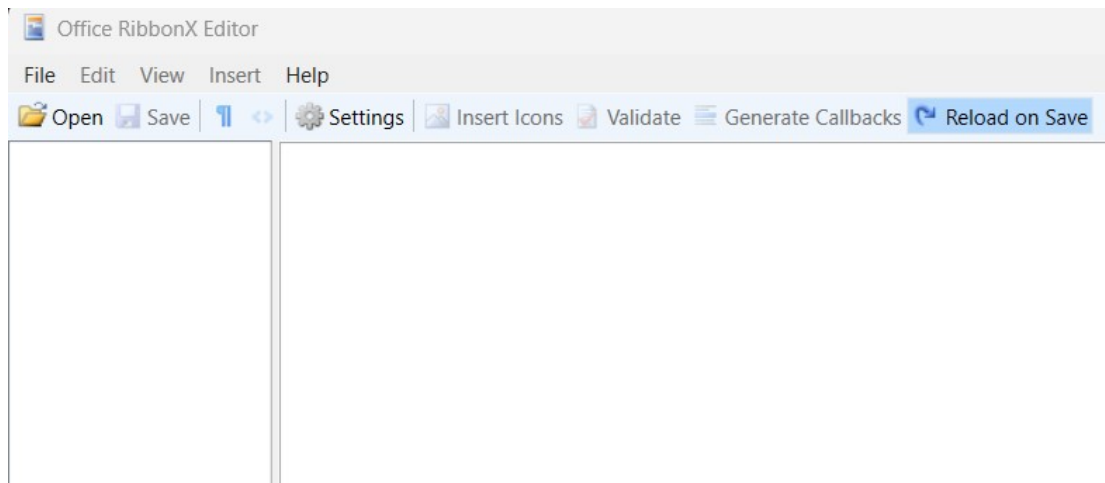 Office RibbonX Editor
File Edit View Insert Help
Open Save ¶ <> Settings Insert Icons Validate Generate Callbacks Reload on Save